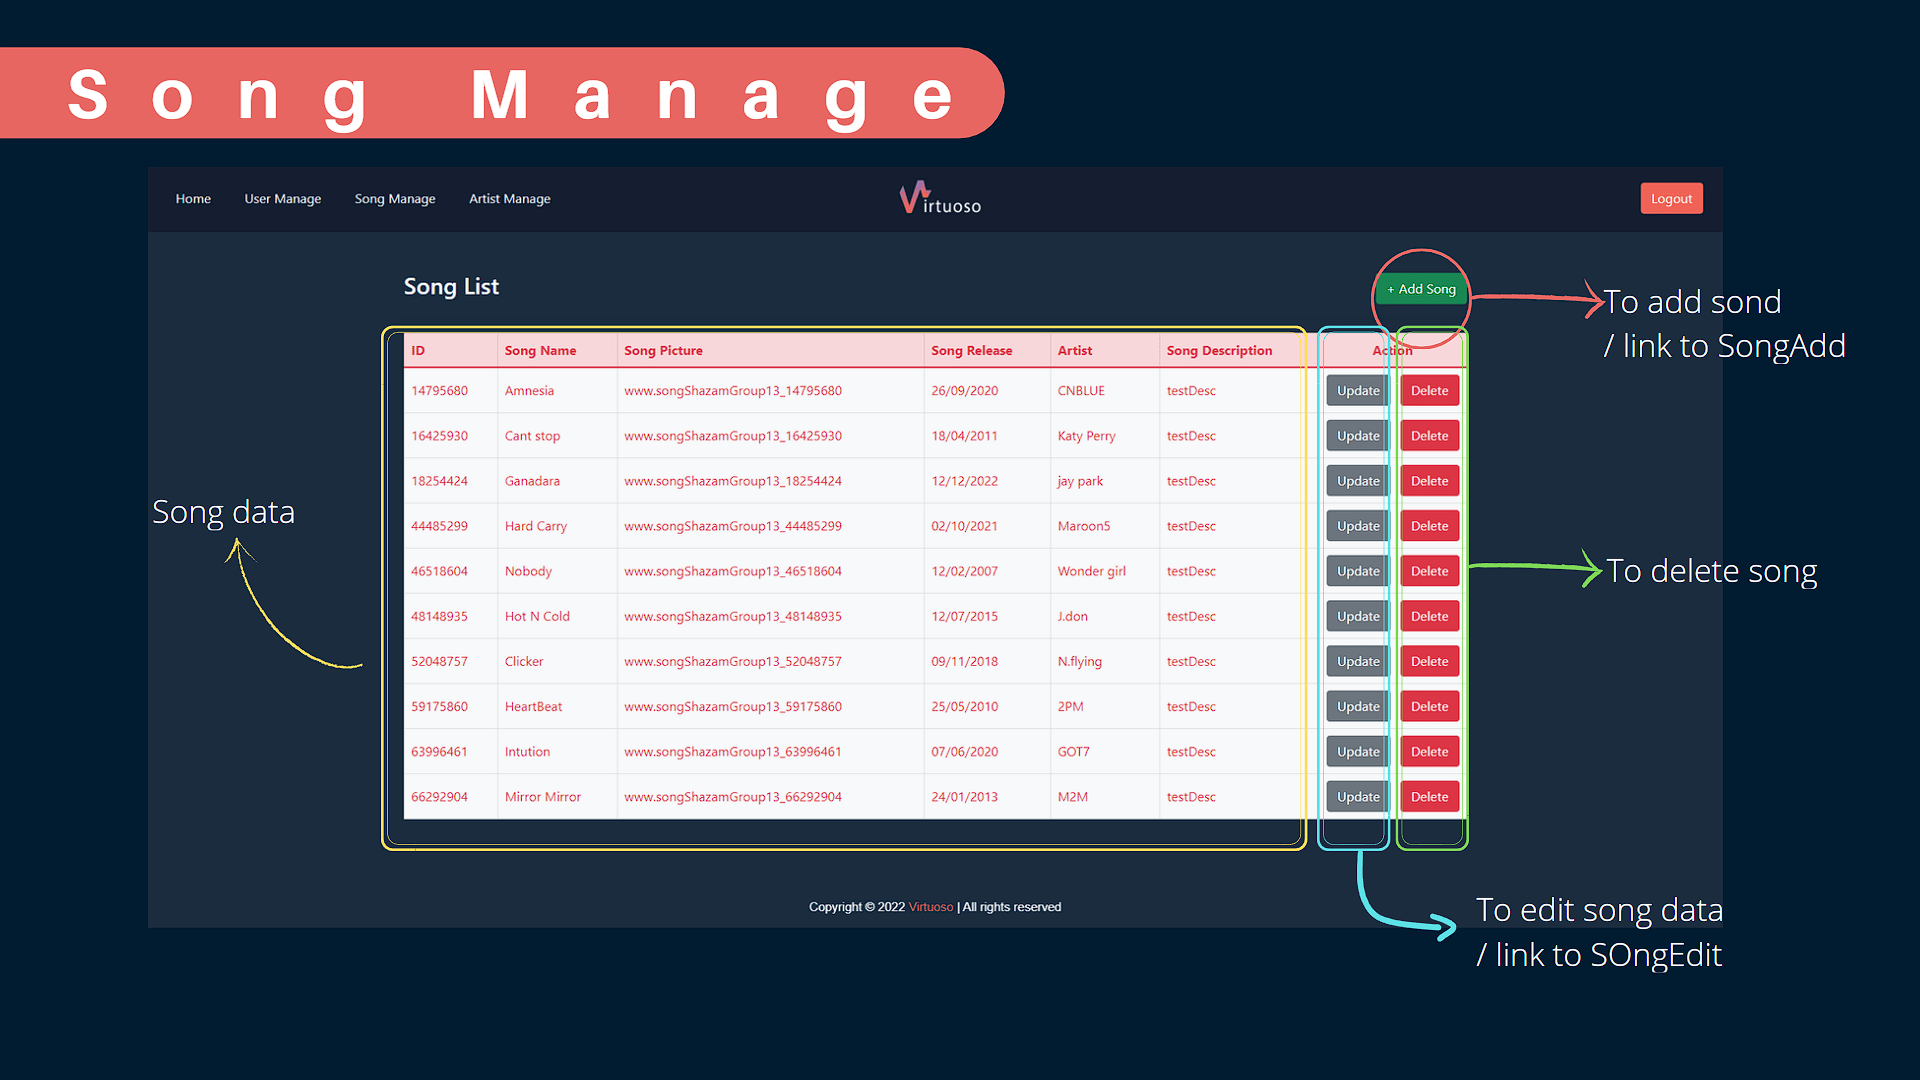 Song Manage
Home User Manage Song Manage Artist Manage Virtuoso Logout
Song List + Add Song
To add sond
/ link to SongAdd
ID Song Name Song Picture Song Release Artist Song Description Action
14795680 Amnesia www.songShazamGroup13_14795680 26/09/2020 CNBLUE testDesc Update Delete
16425930 Cant stop www.songShazamGroup13_16425930 18/04/2011 Katy Perry testDesc Update Delete
18254424 Ganadara www.songShazamGroup13_18254424 12/12/2022 jay park testDesc Update Delete
Song data
44485299 Hard Carry www.songShazamGroup13_44485299 02/10/2021 Maroon5 testDesc Update Delete
46518604 Nobody www.songShazamGroup13_46518604 12/02/2007 Wonder girl testDesc Update Delete
To delete song
48148935 Hot N Cold www.songShazamGroup13_48148935 12/07/2015 J.don testDesc Update Delete
52048757 Clicker www.songShazamGroup13_52048757 09/11/2018 N.flying testDesc Update Delete
59175860 HeartBeat www.songShazamGroup13_59175860 25/05/2010 2PM testDesc Update Delete
63996461 Intution www.songShazamGroup13_63996461 07/06/2020 GOT7 testDesc Update Delete
66292904 Mirror Mirror www.songShazamGroup13_66292904 24/01/2013 M2M testDesc Update Delete
Copyright © 2022 Virtuoso | All rights reserved
To edit song data
/ link to SOngEdit